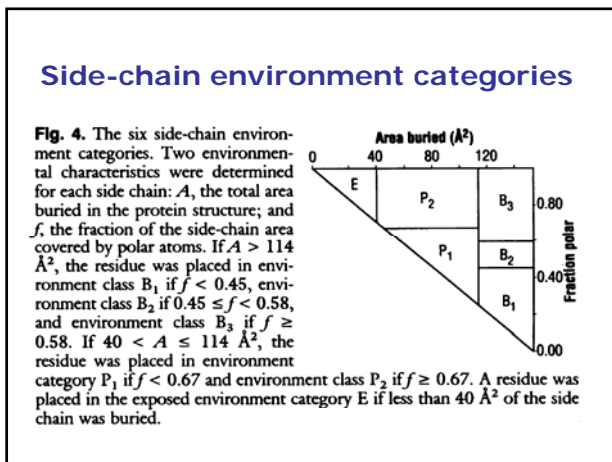 Side-chain environment categories
Fig. 4. The six side-chain environ-
ment categories. Two environmen-
tal characteristics were determined
for each side chain: A, the total area
buried in the protein structure; and
f, the fraction of the side-chain area
covered by polar atoms. If A > 114
Å², the residue was placed in envi-
ronment class B₁ if f < 0.45, envi-
ronment class B₂ if 0.45 ≤ f < 0.58,
and environment class B₃ if f ≥
0.58. If 40 < A ≤ 114 Å², the
residue was placed in environment
category P₁ if f < 0.67 and environment class P₂ if f ≥ 0.67. A residue was
placed in the exposed environment category E if less than 40 Å² of the side
chain was buried.
Area buried (Å²)
0 40 80 120
E P₂ B₃
0.80
P₁ B₂
0.40
B₁
0.00
Fraction polar